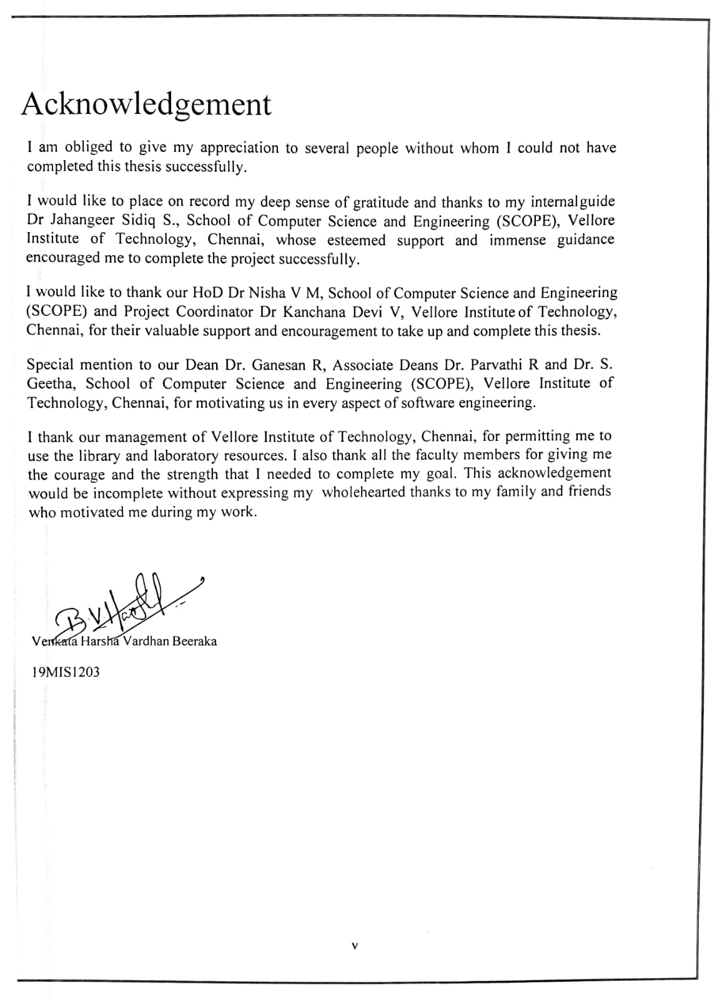 Acknowledgement
I am obliged to give my appreciation to several people without whom I could not have
completed this thesis successfully.
I would like to place on record my deep sense of gratitude and thanks to my internal guide
Dr Jahangeer Sidiq S., School of Computer Science and Engineering (SCOPE), Vellore
Institute of Technology, Chennai, whose esteemed support and immense guidance
encouraged me to complete the project successfully.
I would like to thank our HoD Dr Nisha V M, School of Computer Science and Engineering
(SCOPE) and Project Coordinator Dr Kanchana Devi V, Vellore Institute of Technology,
Chennai, for their valuable support and encouragement to take up and complete this thesis.
Special mention to our Dean Dr. Ganesan R, Associate Deans Dr. Parvathi R and Dr. S.
Geetha, School of Computer Science and Engineering (SCOPE), Vellore Institute of
Technology, Chennai, for motivating us in every aspect of software engineering.
I thank our management of Vellore Institute of Technology, Chennai, for permitting me to
use the library and laboratory resources. I also thank all the faculty members for giving me
the courage and the strength that I needed to complete my goal. This acknowledgement
would be incomplete without expressing my wholehearted thanks to my family and friends
who motivated me during my work.
B.V.Harsh
Venkata Harsha Vardhan Beeraka
19MIS1203
v